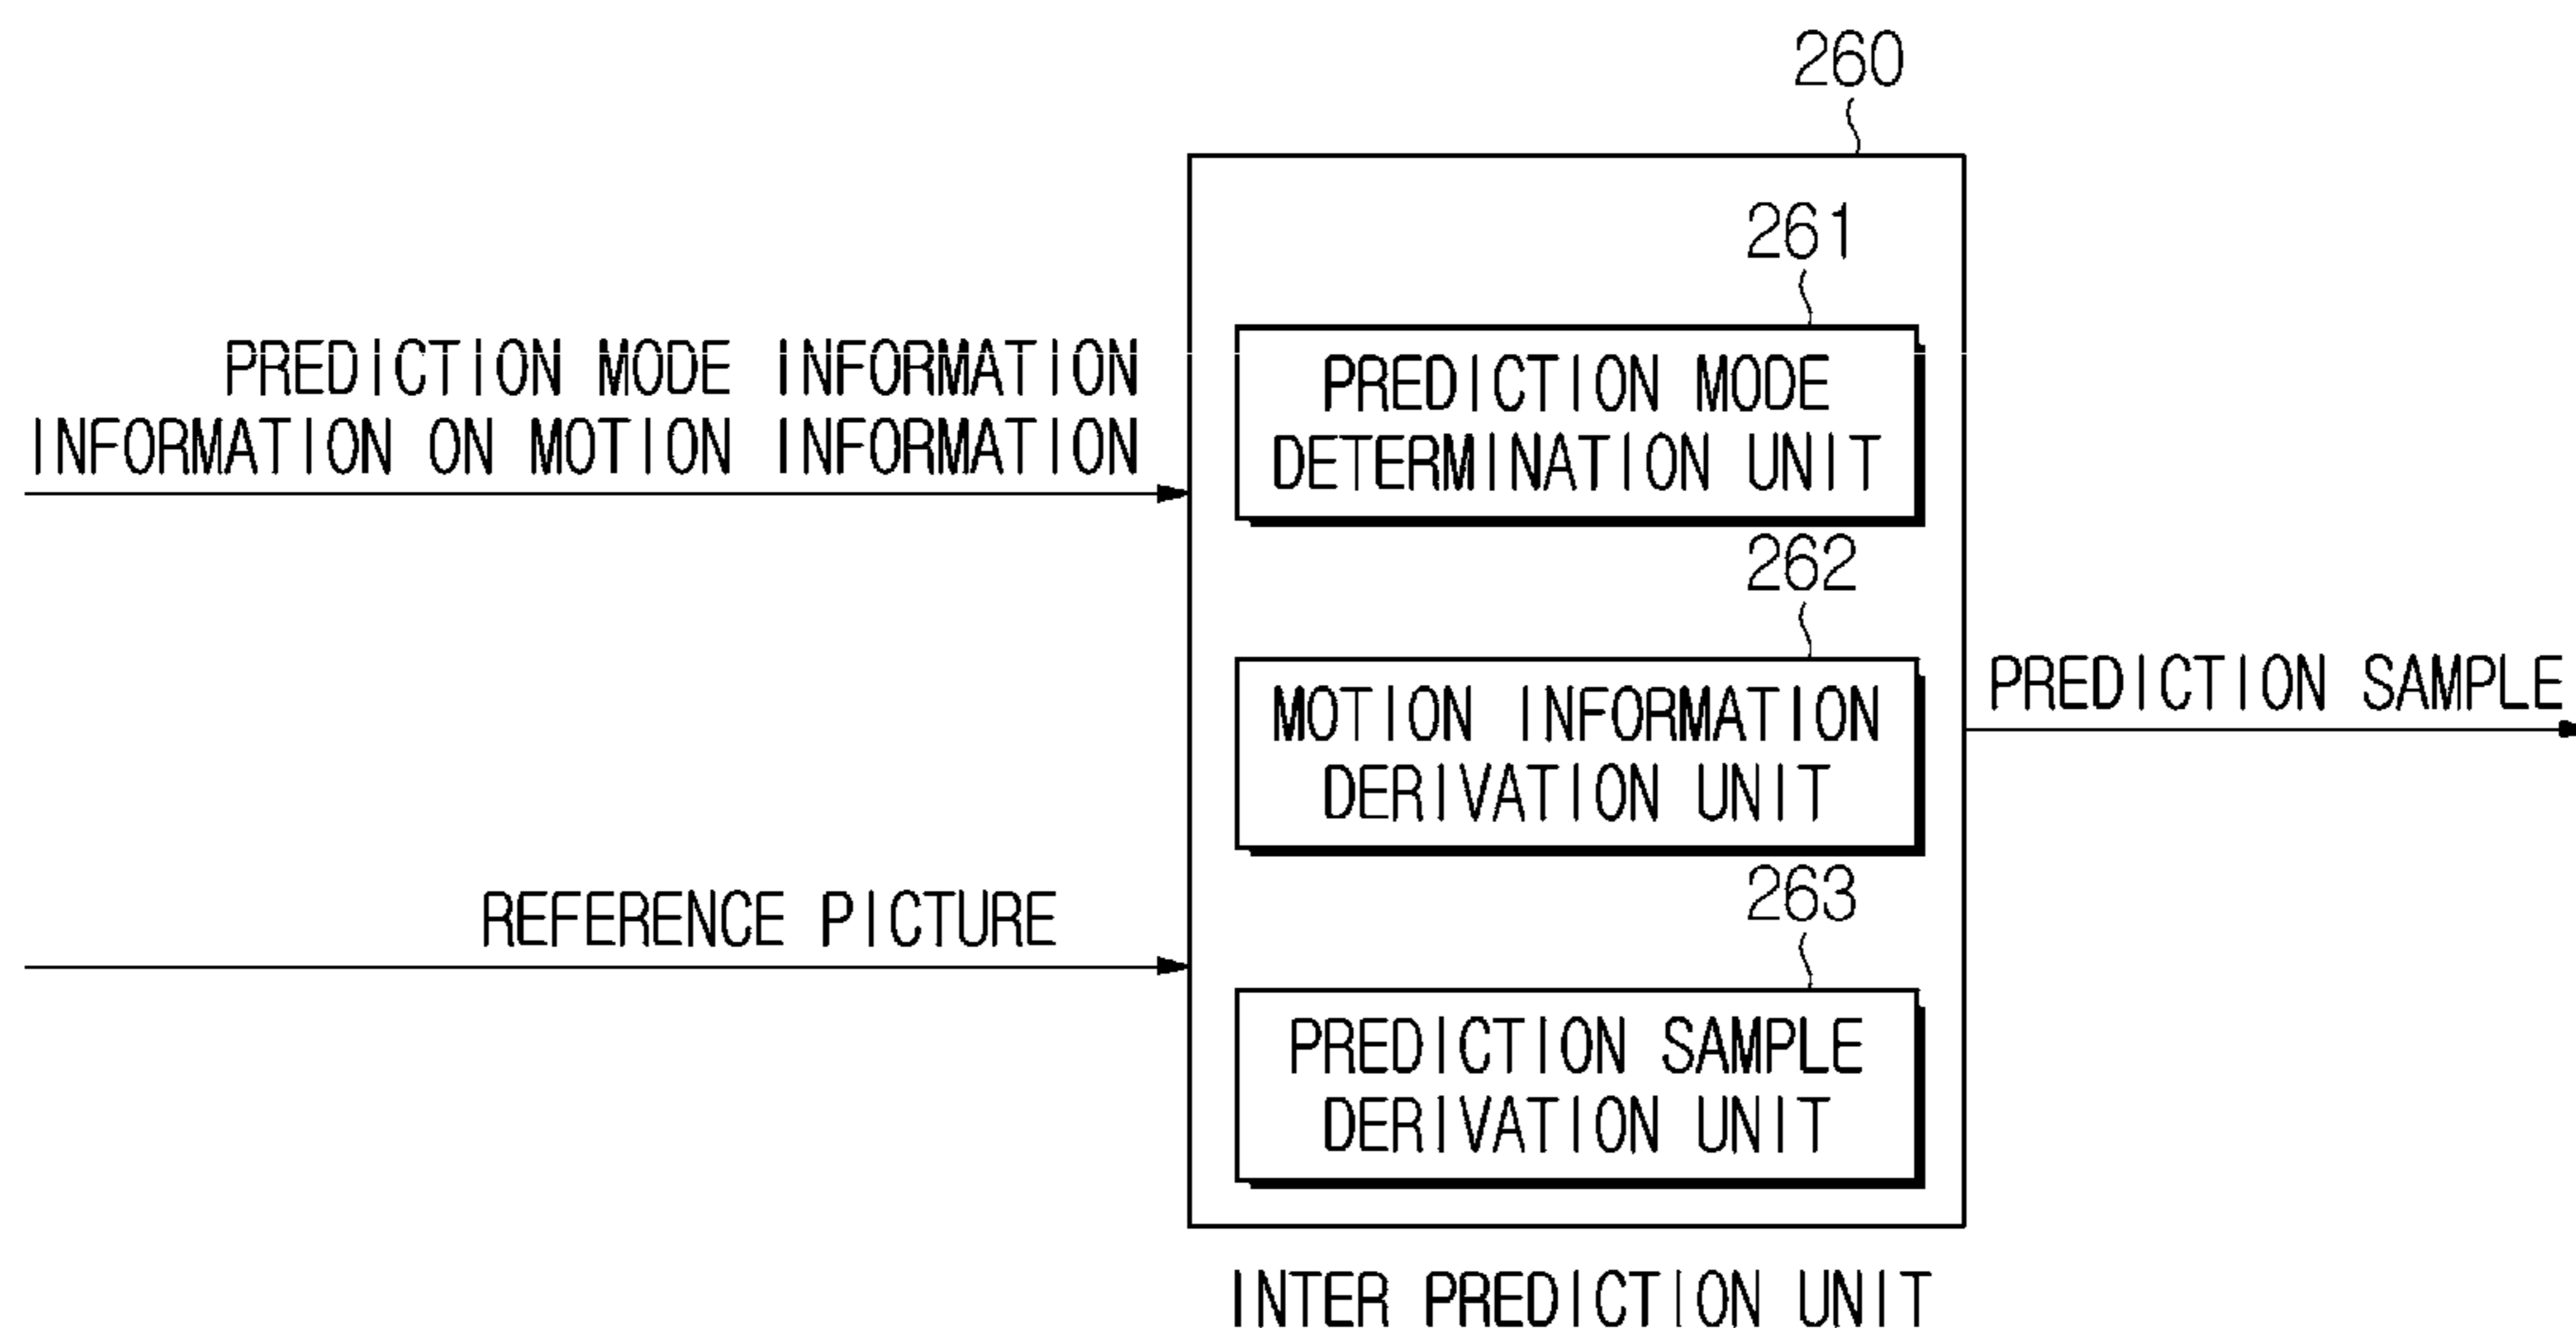 260
261
PREDICTION MODE INFORMATION
INFORMATION ON MOTION INFORMATION
PREDICTION MODE
DETERMINATION UNIT
262
MOTION INFORMATION
DERIVATION UNIT
PREDICTION SAMPLE
263
REFERENCE PICTURE
PREDICTION SAMPLE
DERIVATION UNIT
INTER PREDICTION UNIT